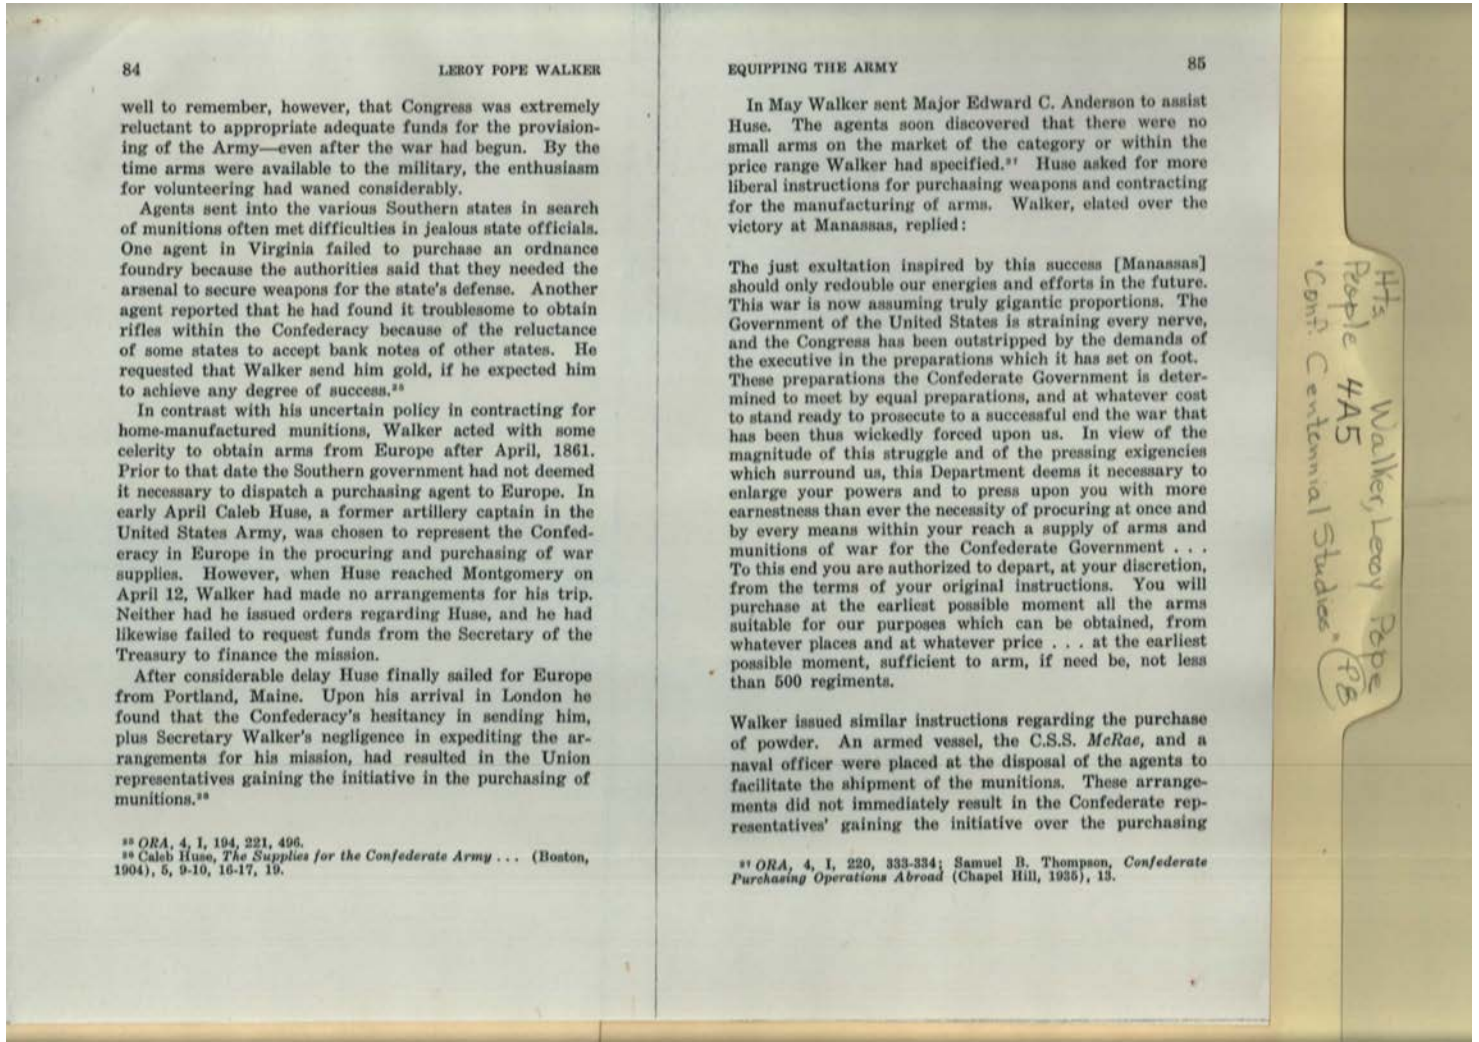 84 LEROY POPE WALKER
well to remember, however, that Congress was extremely
reluctant to appropriate adequate funds for the provision-
ing of the Army—even after the war had begun. By the
time arms were available to the military, the enthusiasm
for volunteering had waned considerably.
Agents sent into the various Southern states in search
of munitions often met difficulties in jealous state officials.
One agent in Virginia failed to purchase an ordnance
foundry because the authorities said that they needed the
arsenal to secure weapons for the state's defense. Another
agent reported that he had found it troublesome to obtain
rifles within the Confederacy because of the reluctance
of some states to accept bank notes of other states. He
requested that Walker send him gold, if he expected him
to achieve any degree of success.
In contrast with his uncertain policy in contracting for
home-manufactured munitions, Walker acted with some
celerity to obtain arms from Europe after April, 1861.
Prior to that date the Southern government had not deemed
it necessary to dispatch a purchasing agent to Europe. In
early April Caleb Huse, a former artillery captain in the
United States Army, was chosen to represent the Confed-
eracy in Europe in the procuring and purchasing of war
supplies. However, when Huse reached Montgomery on
April 12, Walker had made no arrangements for his trip.
Neither had he issued orders regarding Huse, and he had
likewise failed to request funds from the Secretary of the
Treasury to finance the mission.
After considerable delay Huse finally sailed for Europe
from Portland, Maine. Upon his arrival in London he
found that the Confederacy's hesitancy in sending him,
plus Secretary Walker's negligence in expediting the ar-
rangements for his mission, had resulted in the Union
representatives gaining the initiative in the purchasing of
munitions.
ORA, 4, I, 194, 221, 496.
Caleb Huse, The Supplies for the Confederate Army . . . (Boston,
1904), 5, 9-10, 16-17, 19.
EQUIPPING THE ARMY 85
In May Walker sent Major Edward C. Anderson to assist
Huse. The agents soon discovered that there were no
small arms on the market of the category or within the
price range Walker had specified.³⁷ Huse asked for more
liberal instructions for purchasing weapons and contracting
for the manufacturing of arms. Walker, elated over the
victory at Manassas, replied:
The just exultation inspired by this success [Manassas]
should only redouble our energies and efforts in the future.
This war is now assuming truly gigantic proportions. The
Government of the United States is straining every nerve,
and the Congress has been outstripped by the demands of
the executive in the preparations which it has set on foot.
These preparations the Confederate Government is deter-
mined to meet by equal preparations, and at whatever cost
to stand ready to prosecute to a successful end the war that
has been thus wickedly forced upon us. In view of the
magnitude of this struggle and of the pressing exigencies
which surround us, this Department deems it necessary to
enlarge your powers and to press upon you with more
earnestness than ever the necessity of procuring at once and
by every means within your reach a supply of arms and
munitions of war for the Confederate Government . . .
To this end you are authorized to depart, at your discretion,
from the terms of your original instructions. You will
purchase at the earliest possible moment all the arms
suitable for our purposes which can be obtained, from
whatever places and at whatever price . . . at the earliest
possible moment, sufficient to arm, if need be, not less
than 500 regiments.
Walker issued similar instructions regarding the purchase
of powder. An armed vessel, the C.S.S. McRae, and a
naval officer were placed at the disposal of the agents to
facilitate the shipment of the munitions. These arrange-
ments did not immediately result in the Confederate rep-
resentatives' gaining the initiative over the purchasing
³⁷ ORA, 4, I, 220, 333-334; Samuel B. Thompson, Confederate
Purchasing Operations Abroad (Chapel Hill, 1935), 13.
Hts Walker, Leroy Pope
People 4A5 P8
"Conf. Centennial Studies"